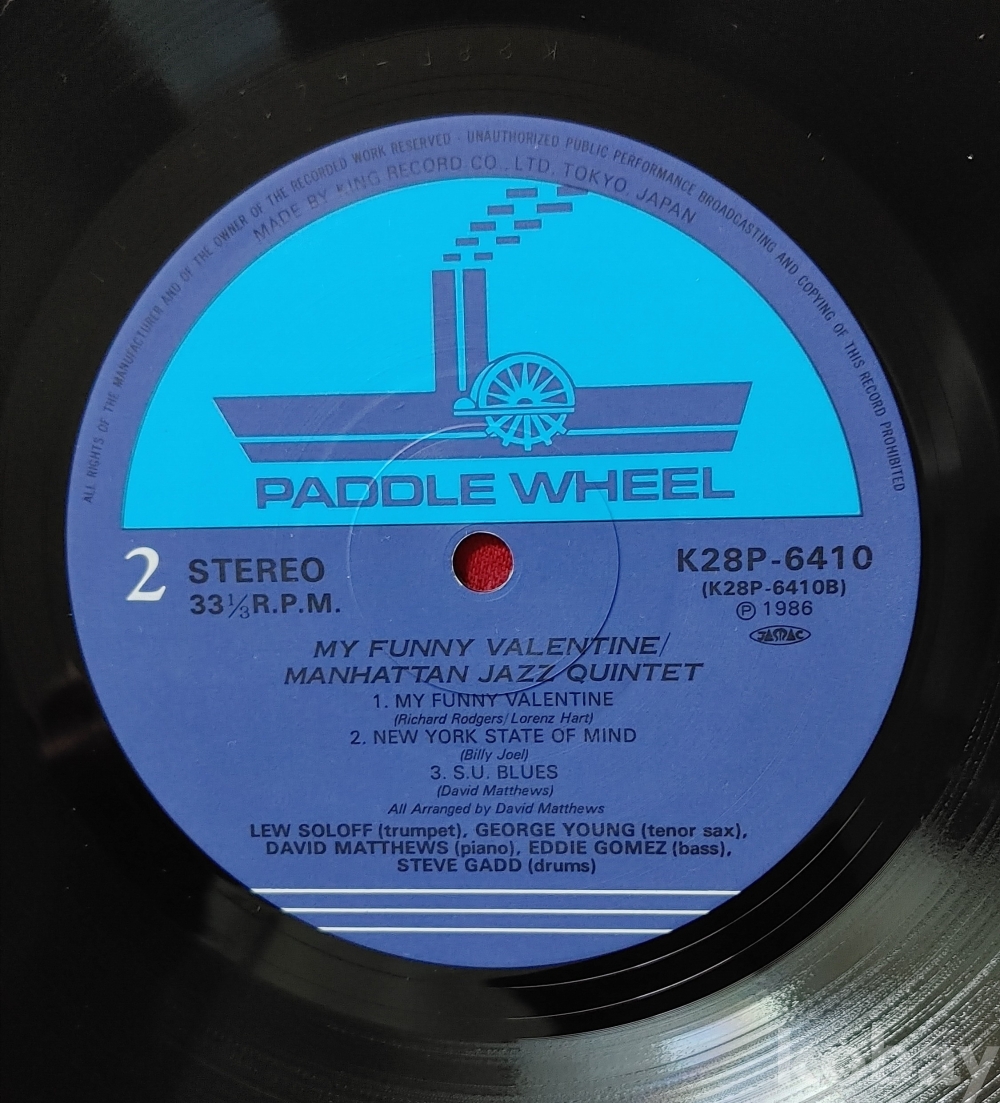 ALL RIGHTS OF THE MANUFACTURER AND OF THE OWNER OF THE RECORDED WORK RESERVED · UNAUTHORIZED PUBLIC PERFORMANCE BROADCASTING AND COPYING OF THIS RECORD PROHIBITED
MADE BY KING RECORD CO., LTD. TOKYO, JAPAN
PADDLE WHEEL
2 STEREO
33⅓ R.P.M.
K28P-6410
(K28P-6410B)
Ⓟ 1986
JASRAC
MY FUNNY VALENTINE/
MANHATTAN JAZZ QUINTET
1. MY FUNNY VALENTINE
(Richard Rodgers/Lorenz Hart)
2. NEW YORK STATE OF MIND
(Billy Joel)
3. S.U. BLUES
(David Matthews)
All Arranged by David Matthews
LEW SOLOFF (trumpet), GEORGE YOUNG (tenor sax),
DAVID MATTHEWS (piano), EDDIE GOMEZ (bass),
STEVE GADD (drums)